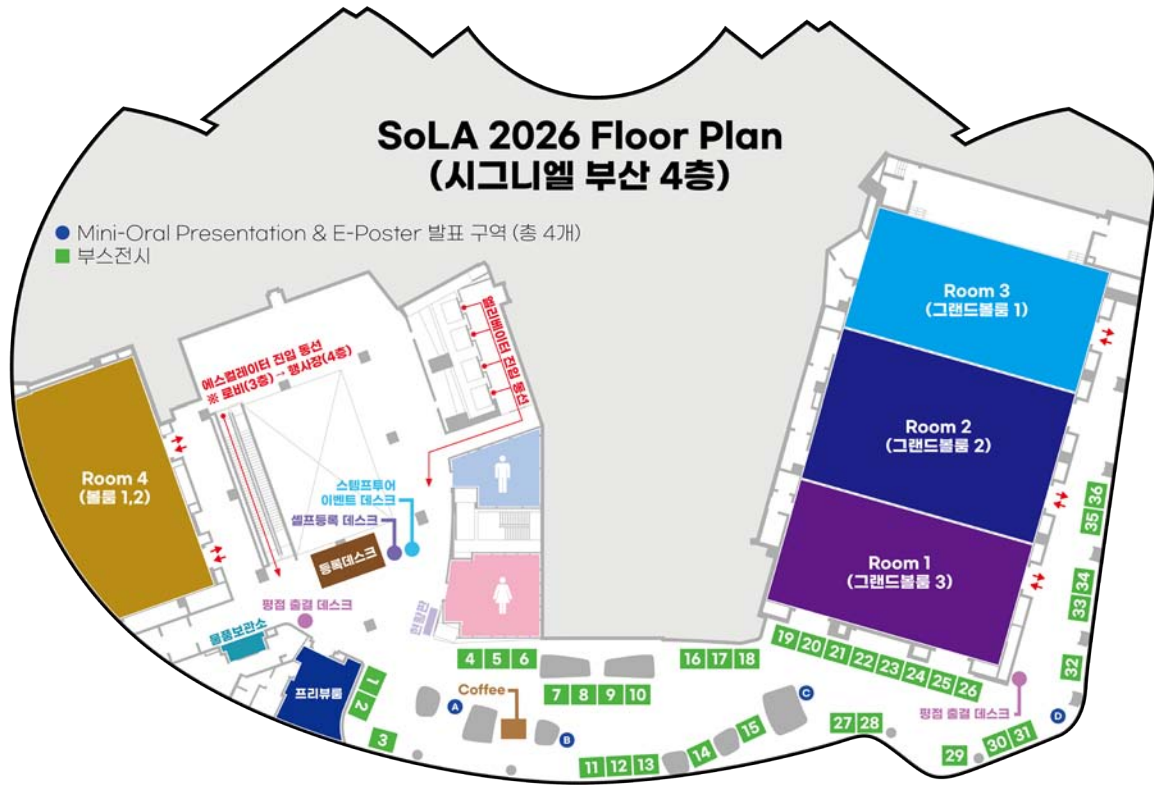 SoLA 2026 Floor Plan
(시그니엘 부산 4층)
Mini-Oral Presentation & E-Poster 발표 구역 (총 4개)
부스전시
엘리베이터 진입 동선
에스컬레이터 진입 동선
※ 로비(3층) → 행사장(4층)
Room 3
(그랜드볼룸 1)
Room 2
(그랜드볼룸 2)
Room 1
(그랜드볼룸 3)
Room 4
(볼룸 1,2)
스템프투어
이벤트 데스크
셀프등록 데스크
등록데스크
평점 출결 데스크
물품보관소
프리뷰룸
현황판
Coffee
평점 출결 데스크
A
B
C
D
1
2
3
4 5 6
7 8 9 10
11 12 13
14
15
16 17 18
19 20 21 22 23 24 25 26
27 28
29
30 31
32
33 34
35 36